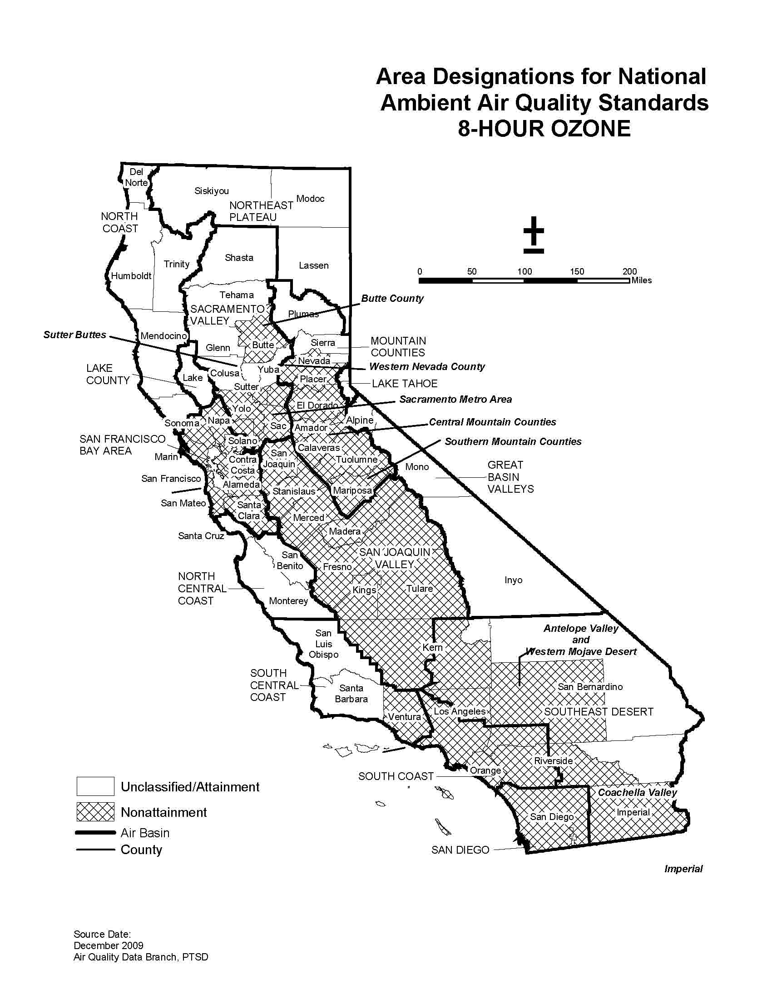 Area Designations for National
Ambient Air Quality Standards
8-HOUR OZONE
Del
Norte
Siskiyou
Modoc
NORTHEAST
PLATEAU
NORTH
COAST
Shasta
Trinity
Lassen
Humboldt
0 50 100 150 200
Miles
Tehama
Butte County
SACRAMENTO
VALLEY
Plumas
Sutter Buttes
Mendocino
Glenn
Butte
Sierra
MOUNTAIN
COUNTIES
Nevada
Western Nevada County
LAKE
COUNTY
Lake
Colusa
Yuba
Placer
LAKE TAHOE
Sutter
Sacramento Metro Area
Yolo
El Dorado
Sonoma
Napa
Sac
Amador
Alpine
Central Mountain Counties
SAN FRANCISCO
BAY AREA
Solano
Southern Mountain Counties
Marin
Contra
Costa
San
Joaquin
Calaveras
Tuolumne
Mono
GREAT
BASIN
VALLEYS
San Francisco
Alameda
Stanislaus
Mariposa
San Mateo
Santa
Clara
Merced
Santa Cruz
Madera
San
Benito
Fresno
SAN JOAQUIN
VALLEY
NORTH
CENTRAL
COAST
Monterey
Kings
Tulare
Inyo
San
Luis
Obispo
Kern
Antelope Valley
and
Western Mojave Desert
SOUTH
CENTRAL
COAST
Santa
Barbara
San Bernardino
Ventura
Los Angeles
SOUTHEAST DESERT
Riverside
Orange
SOUTH COAST
Coachella Valley
San Diego
Imperial
SAN DIEGO
Imperial
Unclassified/Attainment
Nonattainment
Air Basin
County
Source Date:
December 2009
Air Quality Data Branch, PTSD